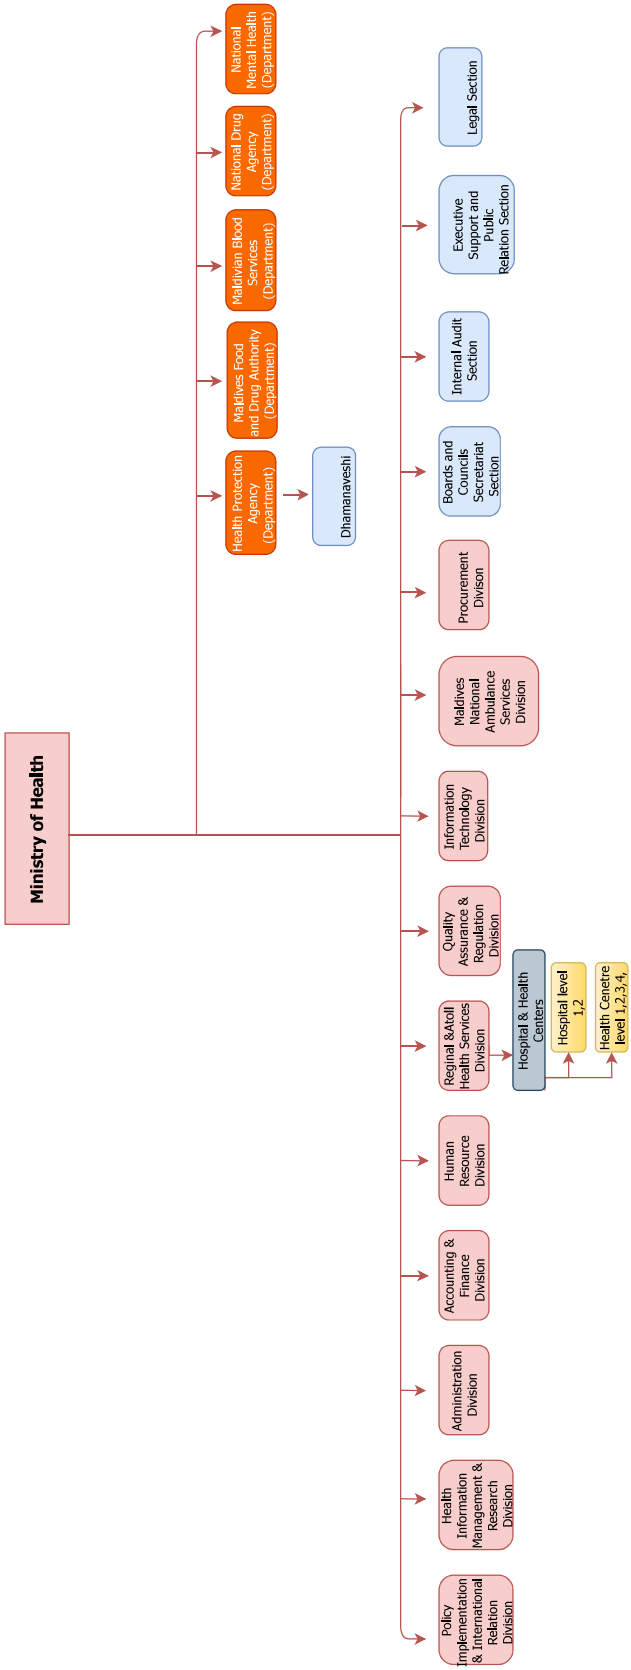 Ministry of Health
Health Protection
Agency
(Department)
Maldives Food
and Drug Authority
(Department)
Maldivian Blood
Services
(Department)
National Drug
Agency
(Department)
National
Mental Health
(Department)
Dhamanaveshi
Policy
Implementation
& International
Relation
Division
Health
Information
Management &
Research
Division
Administration
Division
Accounting &
Finance
Division
Human
Resource
Division
Reginal &Atoll
Health Services
Division
Quality
Assurance &
Regulation
Division
Information
Technology
Division
Maldives
National
Ambulance
Services
Division
Procurement
Divison
Boards and
Councils
Secretariat
Section
Internal Audit
Section
Executive
Support and
Public
Relation Section
Legal Section
Hospital & Health
Centers
Hospital level
1,2
Health Cenetre
level 1,2,3,4,